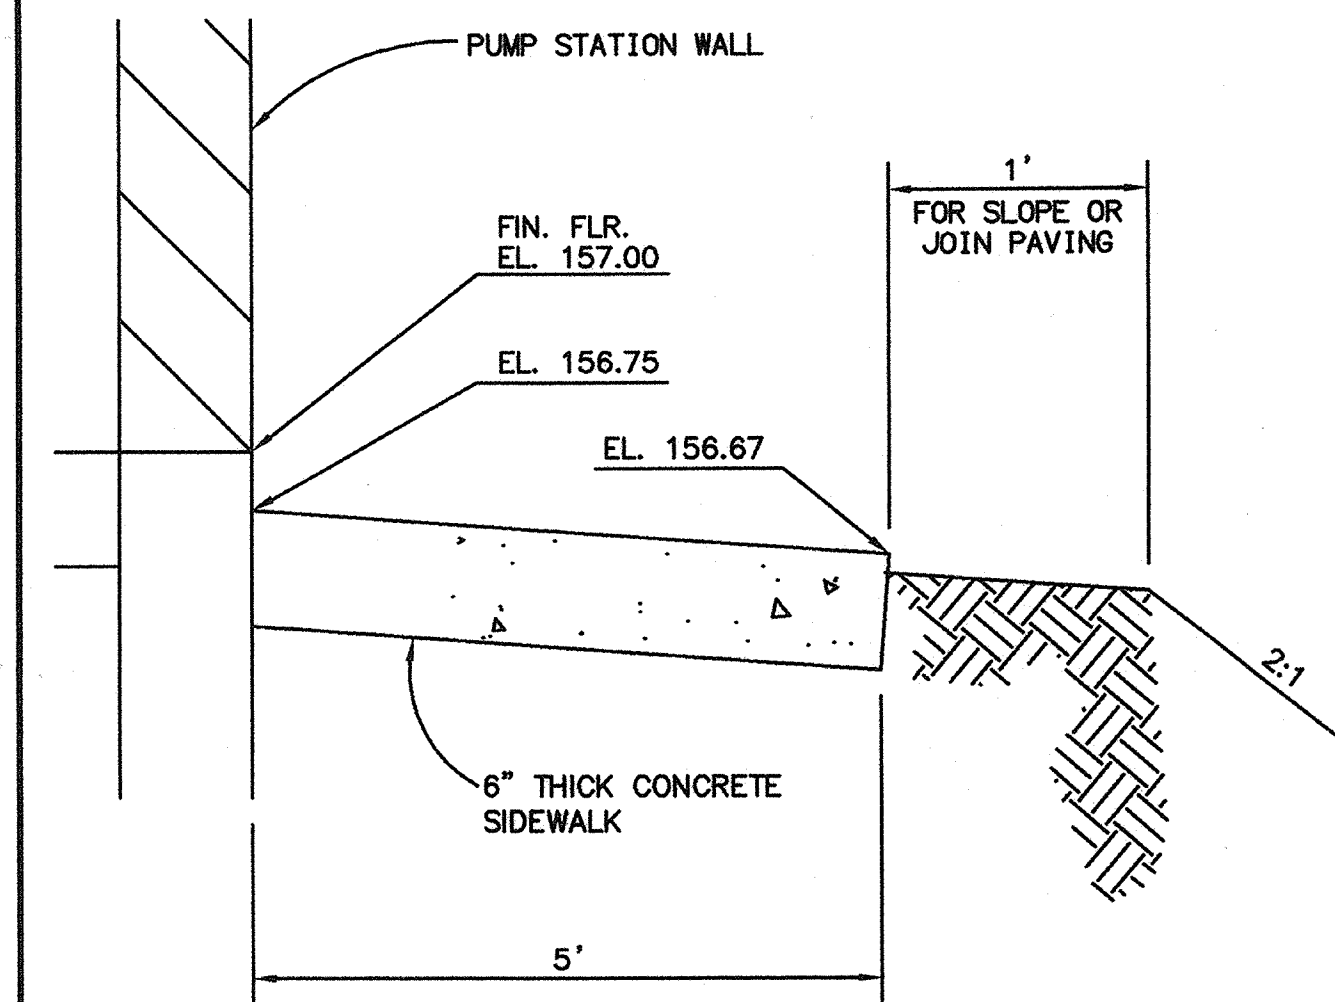 PUMP STATION WALL
1'
FOR SLOPE OR
JOIN PAVING
FIN. FLR.
EL. 157.00
EL. 156.75
EL. 156.67
2:1
6" THICK CONCRETE
SIDEWALK
5'